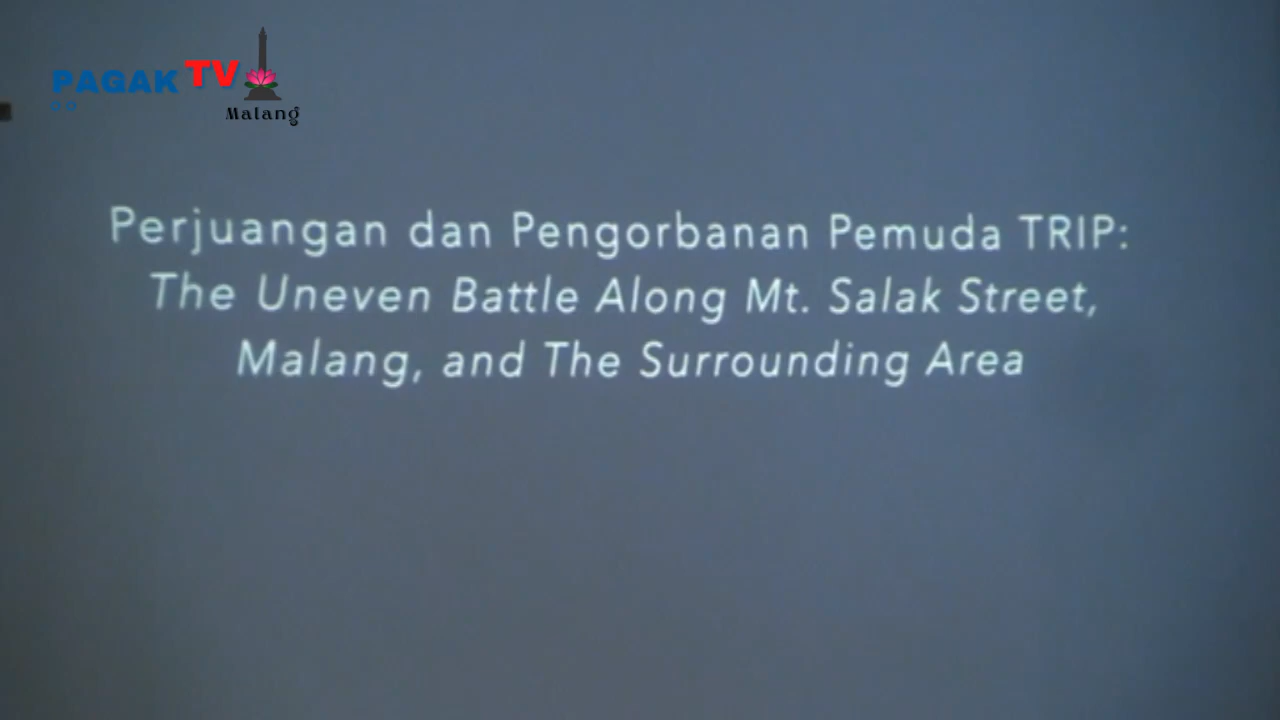 PAGAK TV
Malang
Perjuangan dan Pengorbanan Pemuda TRIP:
The Uneven Battle Along Mt. Salak Street,
Malang, and The Surrounding Area